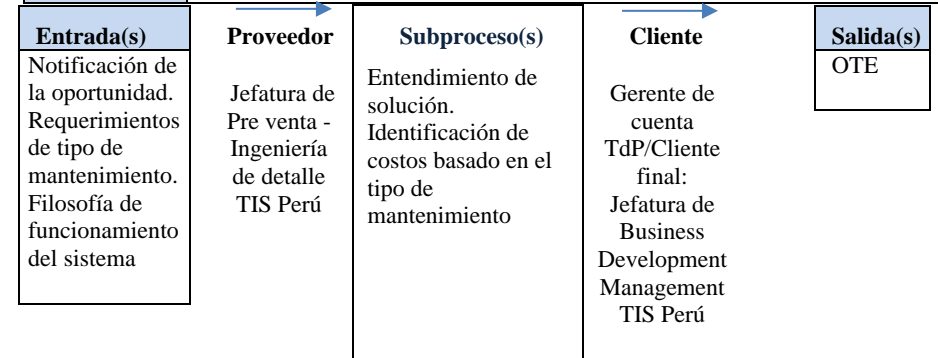 Entrada(s)
Notificación de
la oportunidad.
Requerimientos
de tipo de
mantenimiento.
Filosofía de
funcionamiento
del sistema
Proveedor
Jefatura de
Pre venta -
Ingeniería
de detalle
TIS Perú
Subproceso(s)
Entendimiento de
solución.
Identificación de
costos basado en el
tipo de
mantenimiento
Cliente
Gerente de
cuenta
TdP/Cliente
final:
Jefatura de
Business
Development
Management
TIS Perú
Salida(s)
OTE